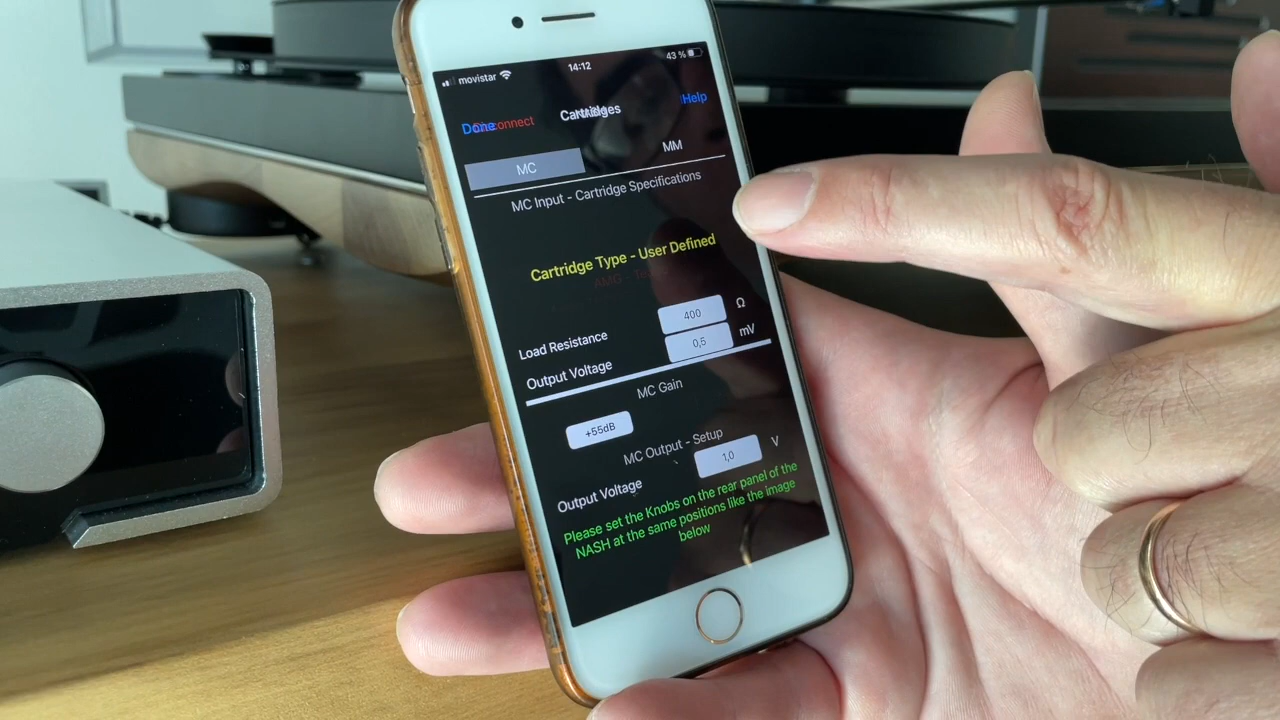 movistar 14:12 43 %
Done Cartridges Help
MC MM
MC Input - Cartridge Specifications
Cartridge Type - User Defined
Load Resistance 400 Ω
Output Voltage 0,5 mV
MC Gain
+55dB
MC Output - Setup
Output Voltage 1,0 V
Please set the Knobs on the rear panel of the
NASH at the same positions like the image
below